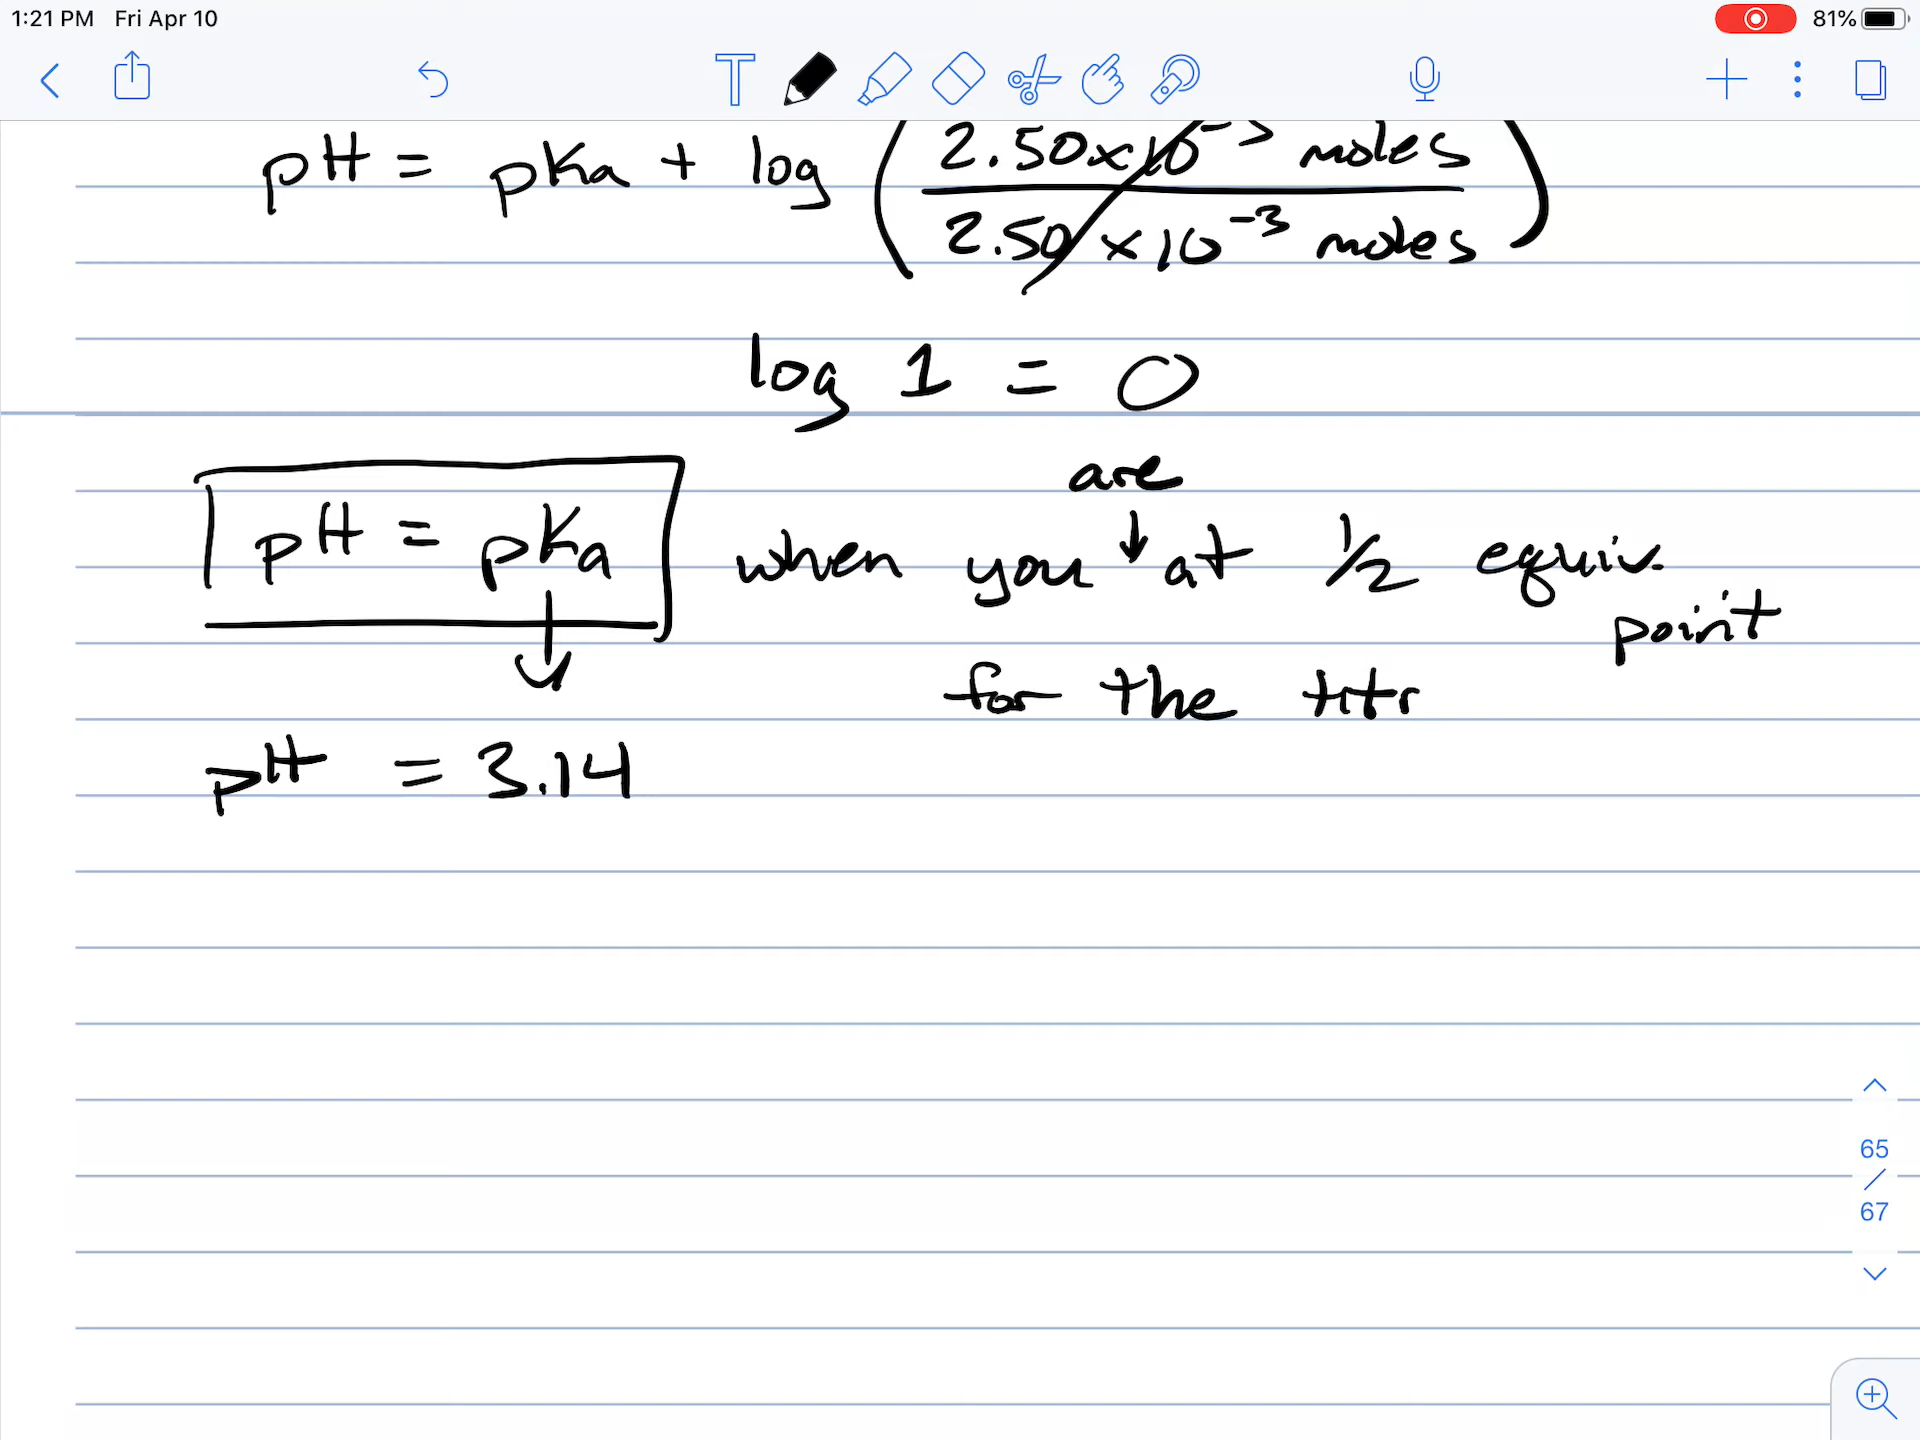 1:21 PM Fri Apr 10 81%
T
pH = pKa + log ( 2.50x10⁻³ moles
2.50 x 10⁻³ moles )
log 1 = 0
are
pH = pKa when you ↓ at 1/2 equiv.
point
for the titr
pH = 3.14
65
/
67